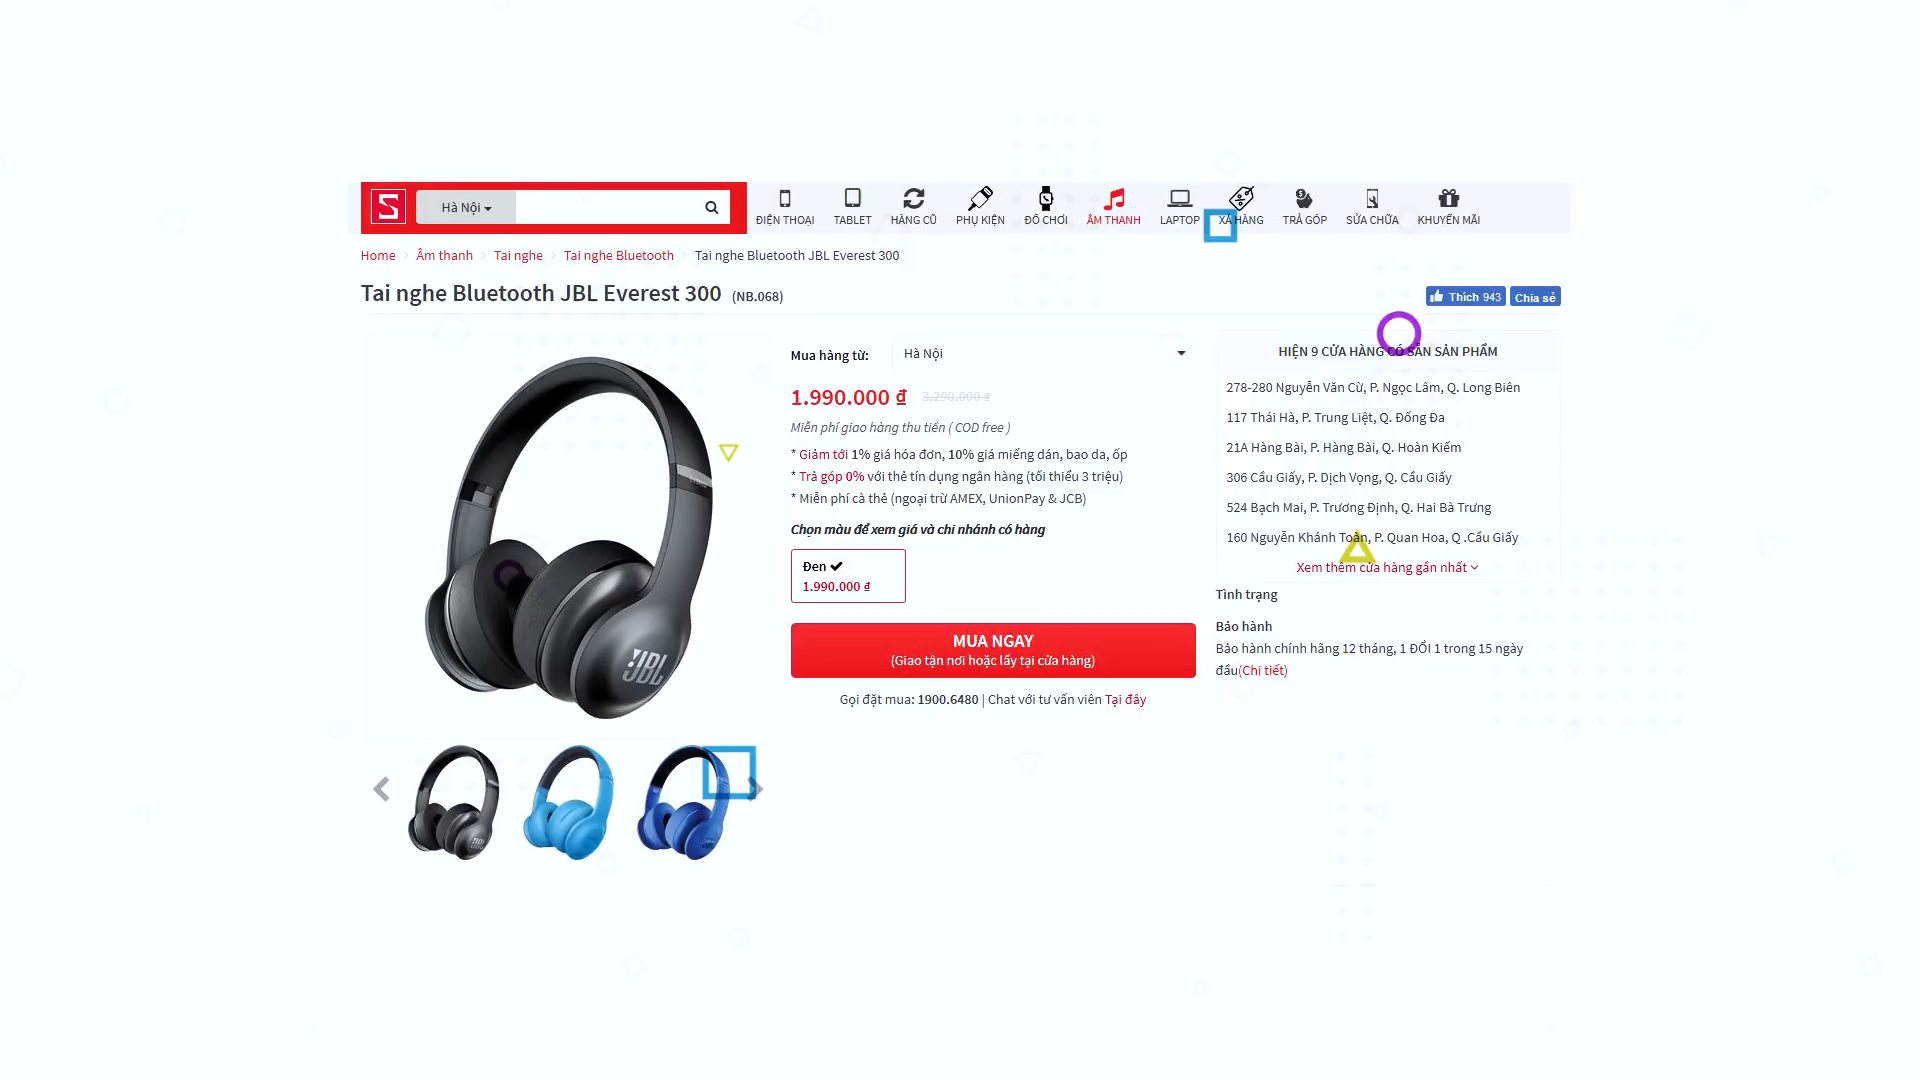 S
Hà Nội
ĐIỆN THOẠI
TABLET
HÀNG CŨ
PHỤ KIỆN
ĐỒ CHƠI
ÂM THANH
LAPTOP
XẢ HÀNG
TRẢ GÓP
SỬA CHỮA
KHUYẾN MÃI
Home > Âm thanh > Tai nghe > Tai nghe Bluetooth > Tai nghe Bluetooth JBL Everest 300
Tai nghe Bluetooth JBL Everest 300 (NB.068)
Thích 943
Chia sẻ
JBL
Mua hàng từ: Hà Nội
1.990.000 ₫ 3.290.000 ₫
Miễn phí giao hàng thu tiền ( COD free )
* Giảm tới 1% giá hóa đơn, 10% giá miếng dán, bao da, ốp
* Trả góp 0% với thẻ tín dụng ngân hàng (tối thiểu 3 triệu)
* Miễn phí cà thẻ (ngoại trừ AMEX, UnionPay & JCB)
Chọn màu để xem giá và chi nhánh có hàng
Đen
1.990.000 ₫
MUA NGAY
(Giao tận nơi hoặc lấy tại cửa hàng)
Gọi đặt mua: 1900.6480 | Chat với tư vấn viên Tại đây
HIỆN 9 CỬA HÀNG CÓ SẴN SẢN PHẨM
278-280 Nguyễn Văn Cừ, P. Ngọc Lâm, Q. Long Biên
117 Thái Hà, P. Trung Liệt, Q. Đống Đa
21A Hàng Bài, P. Hàng Bài, Q. Hoàn Kiếm
306 Cầu Giấy, P. Dịch Vọng, Q. Cầu Giấy
524 Bạch Mai, P. Trương Định, Q. Hai Bà Trưng
160 Nguyễn Khánh Toàn, P. Quan Hoa, Q .Cầu Giấy
Xem thêm cửa hàng gần nhất
Tình trạng
Bảo hành
Bảo hành chính hãng 12 tháng, 1 ĐỔI 1 trong 15 ngày
đầu(Chi tiết)